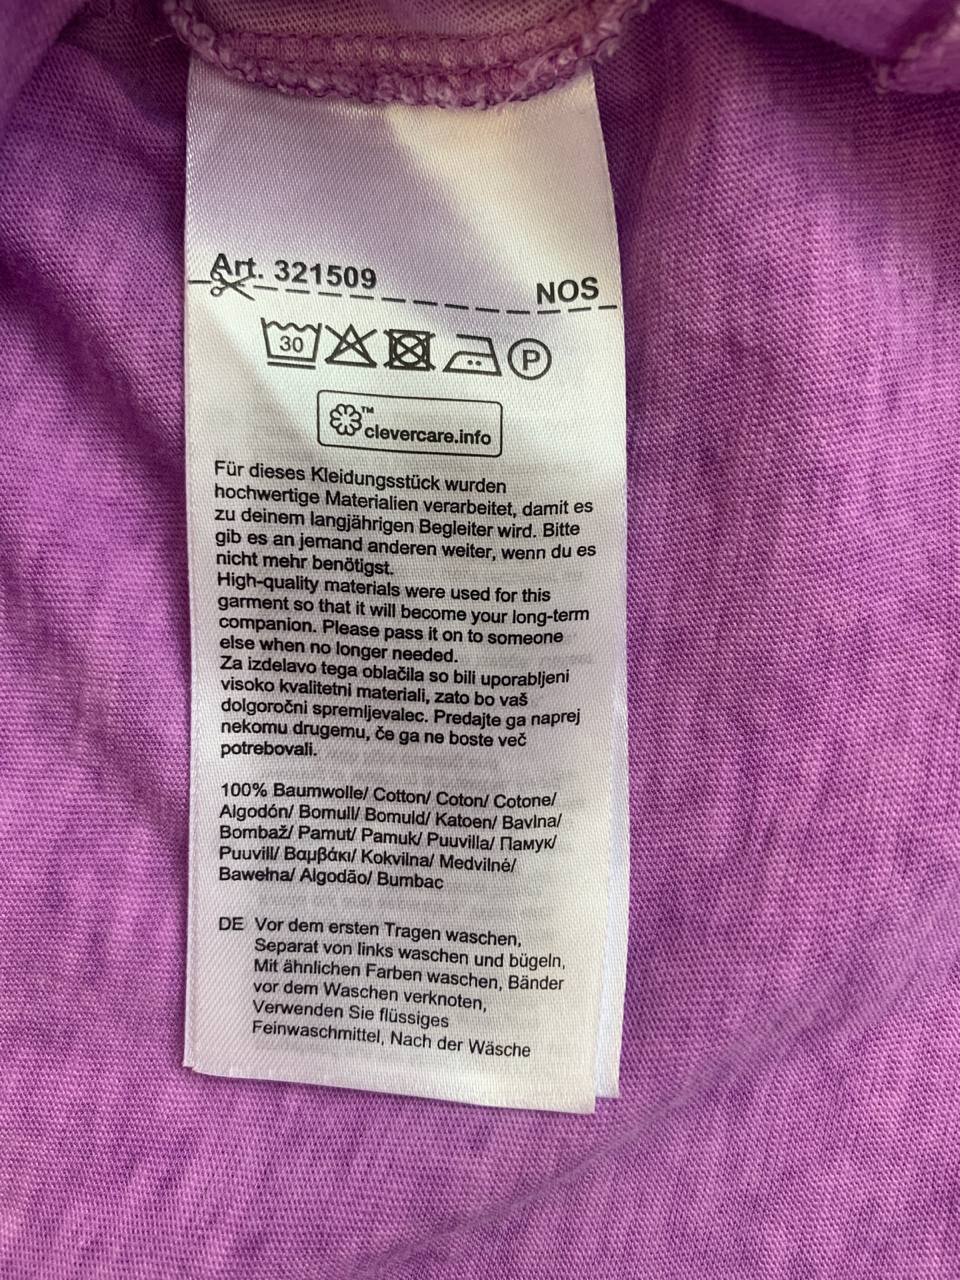 Art. 321509 NOS
30 P
™
clevercare.info
Für dieses Kleidungsstück wurden
hochwertige Materialien verarbeitet, damit es
zu deinem langjährigen Begleiter wird. Bitte
gib es an jemand anderen weiter, wenn du es
nicht mehr benötigst.
High-quality materials were used for this
garment so that it will become your long-term
companion. Please pass it on to someone
else when no longer needed.
Za izdelavo tega oblačila so bili uporabljeni
visoko kvalitetni materiali, zato bo vaš
dolgoročni spremljevalec. Predajte ga naprej
nekomu drugemu, če ga ne boste več
potrebovali.
100% Baumwolle/ Cotton/ Coton/ Cotone/
Algodón/ Bomull/ Bomuld/ Katoen/ Bavlna/
Bombaž/ Pamut/ Pamuk/ Puuvilla/ Памук/
Puuvill/ Βαμβάκι/ Kokvilna/ Medvilnė/
Bawełna/ Algodão/ Bumbac
DE Vor dem ersten Tragen waschen,
Separat von links waschen und bügeln,
Mit ähnlichen Farben waschen, Bänder
vor dem Waschen verknoten,
Verwenden Sie flüssiges
Feinwaschmittel, Nach der Wäsche